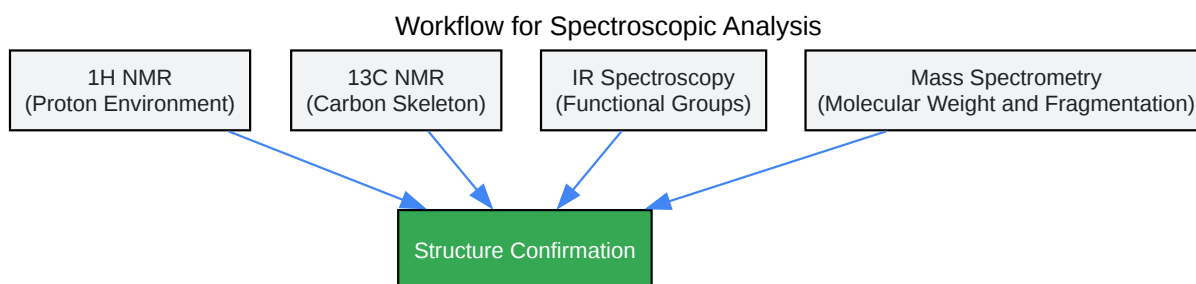 Workflow for Spectroscopic Analysis
1H NMR
(Proton Environment)
13C NMR
(Carbon Skeleton)
IR Spectroscopy
(Functional Groups)
Mass Spectrometry
(Molecular Weight and Fragmentation)
Structure Confirmation